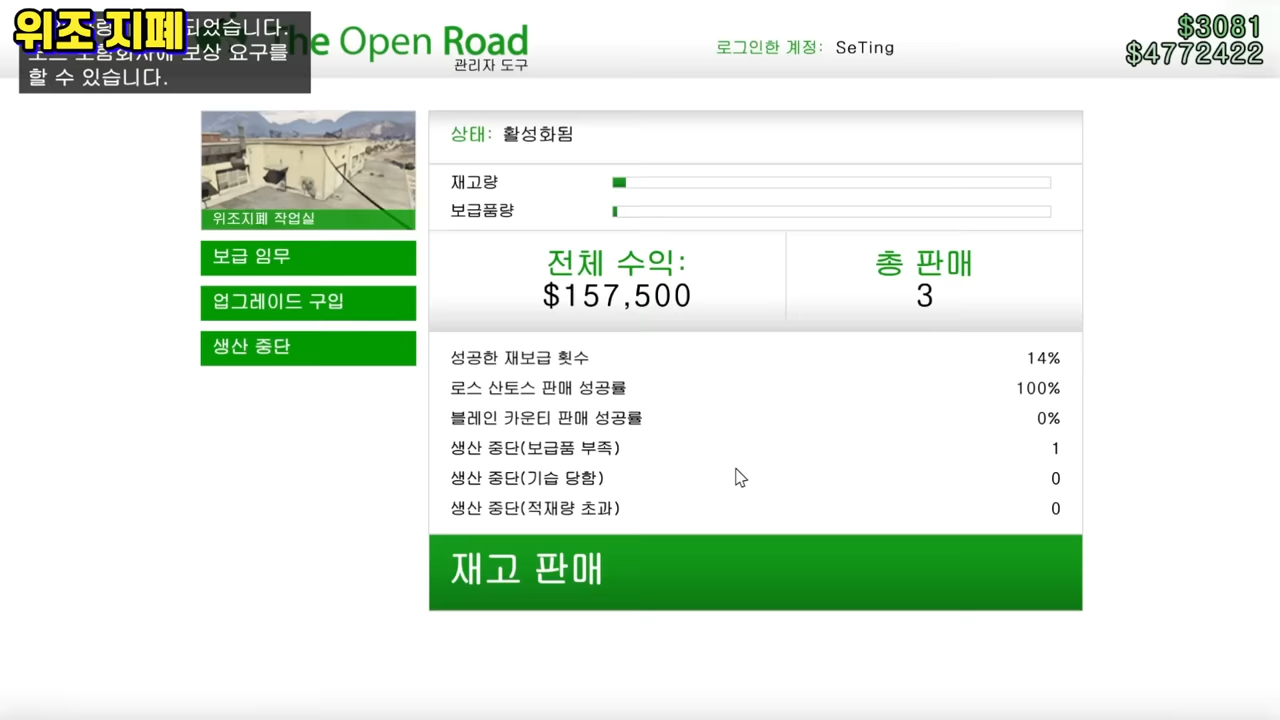 위조 지폐
되었습니다.
보상 요구를
할 수 있습니다.
The Open Road
관리자 도구
로그인한 계정: SeTing
$3081
$4772422
위조지폐 작업실
보급 임무
업그레이드 구입
생산 중단
상태: 활성화됨
재고량
보급품량
전체 수익:
$157,500
총 판매
3
성공한 재보급 횟수 14%
로스 산토스 판매 성공률 100%
블레인 카운티 판매 성공률 0%
생산 중단(보급품 부족) 1
생산 중단(기습 당함) 0
생산 중단(적재량 초과) 0
재고 판매